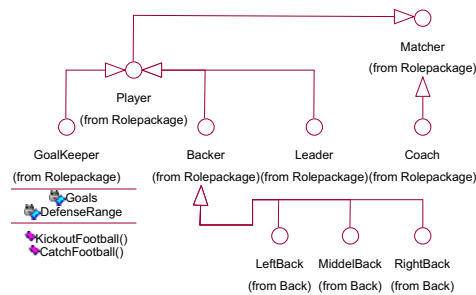 Matcher
(from Rolepackage)
Player
(from Rolepackage)
GoalKeeper
(from Rolepackage)
Backer
(from Rolepackage)
Leader
(from Rolepackage)
Coach
(from Rolepackage)
Goals
DefenseRange
KickoutFootball()
CatchFootball()
LeftBack
(from Back)
MiddelBack
(from Back)
RightBack
(from Back)